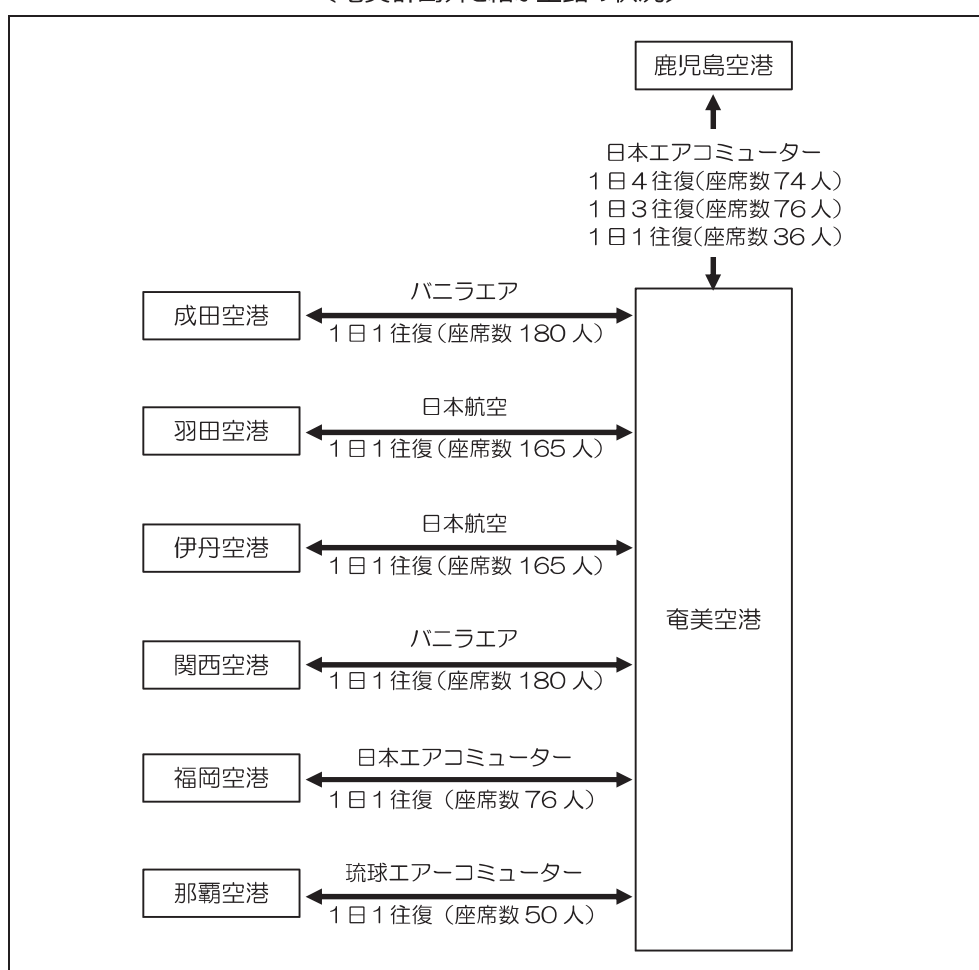 鹿児島空港
日本エアコミューター
1日4往復(座席数74人)
1日3往復(座席数76人)
1日1往復(座席数36人)
バニラエア
成田空港
1日1往復(座席数180人)
日本航空
羽田空港
1日1往復(座席数165人)
日本航空
伊丹空港
1日1往復(座席数165人)
奄美空港
バニラエア
関西空港
1日1往復(座席数180人)
日本エアコミューター
福岡空港
1日1往復(座席数76人)
琉球エアーコミューター
那覇空港
1日1往復(座席数50人)